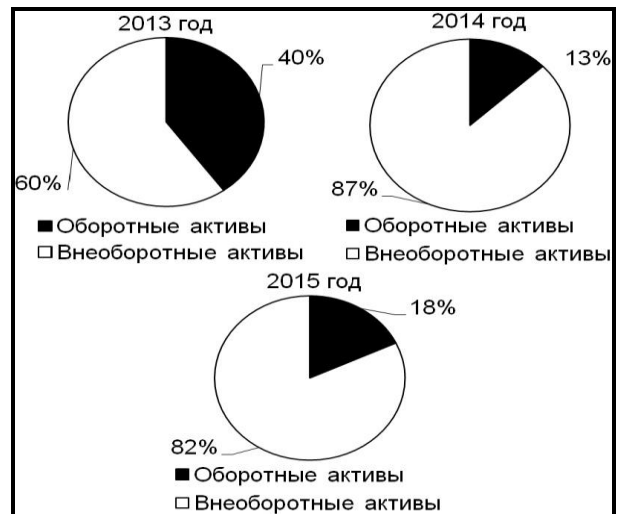 2013 год
40%
60%
Оборотные активы
Внеоборотные активы
2014 год
13%
87%
Оборотные активы
Внеоборотные активы
2015 год
18%
82%
Оборотные активы
Внеоборотные активы